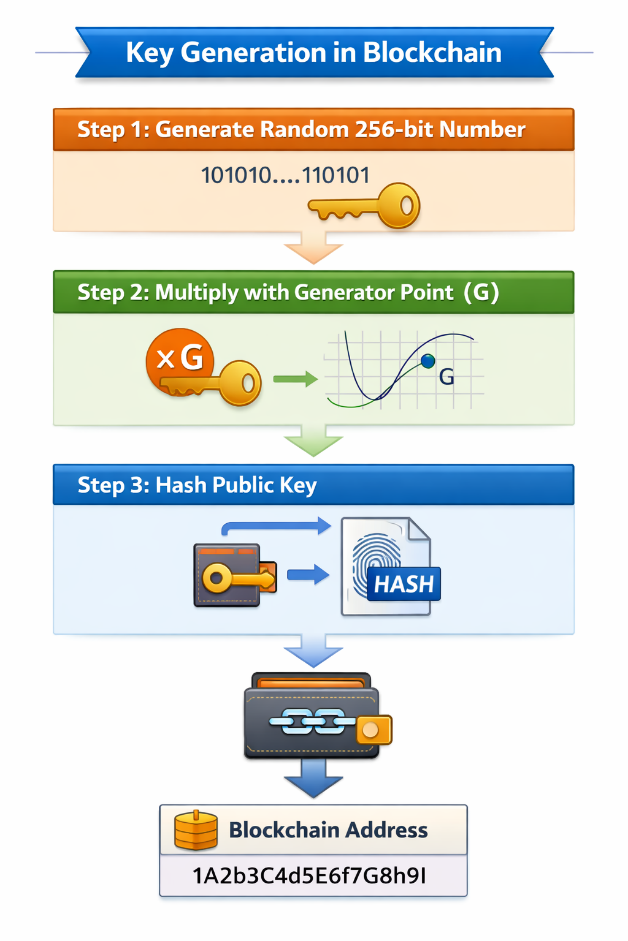 Key Generation in Blockchain
Step 1: Generate Random 256-bit Number
101010....110101
Step 2: Multiply with Generator Point (G)
x G
G
Step 3: Hash Public Key
HASH
Blockchain Address
1A2b3C4d5E6f7G8h9I